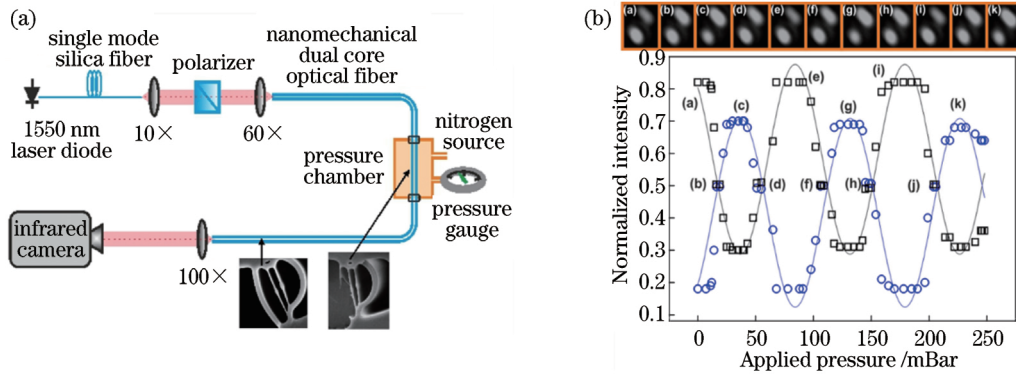 (a)
single mode
silica fiber
polarizer
nanomechanical
dual core
optical fiber
1550 nm
laser diode
10×
60×
pressure
chamber
nitrogen
source
pressure
gauge
infrared
camera
100×
(b)
(a) (b) (c) (d) (e) (f) (g) (h) (i) (j) (k)
Normalized intensity
0.9
0.8
0.7
0.6
0.5
0.4
0.3
0.2
0.1
(a)
(b)
(c)
(d)
(e)
(f)
(g)
(h)
(i)
(j)
(k)
0 50 100 150 200 250
Applied pressure /mBar